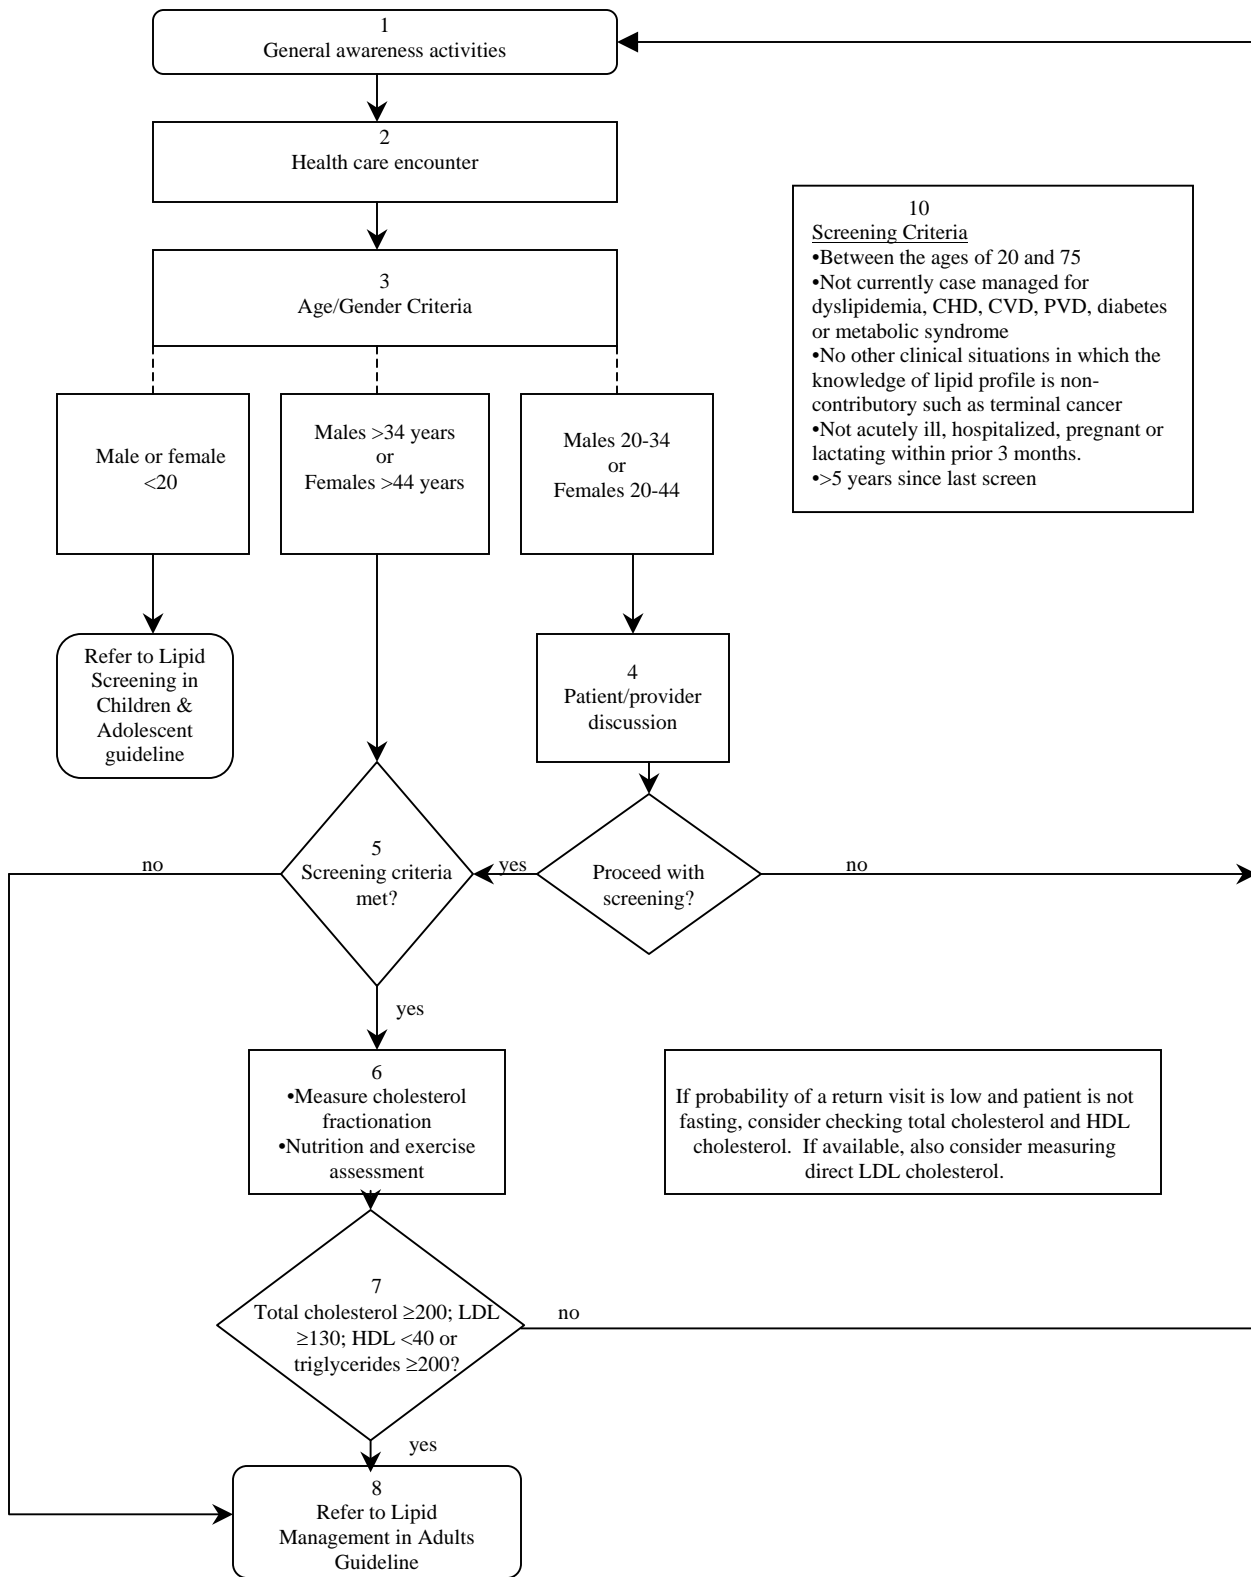 1
General awareness activities
2
Health care encounter
10
Screening Criteria
•Between the ages of 20 and 75
•Not currently case managed for
dyslipidemia, CHD, CVD, PVD, diabetes
or metabolic syndrome
•No other clinical situations in which the
knowledge of lipid profile is non-
contributory such as terminal cancer
•Not acutely ill, hospitalized, pregnant or
lactating within prior 3 months.
•>5 years since last screen
3
Age/Gender Criteria
Male or female
<20
Males >34 years
or
Females >44 years
Males 20-34
or
Females 20-44
Refer to Lipid
Screening in
Children &
Adolescent
guideline
4
Patient/provider
discussion
no
5
Screening criteria
met?
yes
Proceed with
screening?
no
yes
6
•Measure cholesterol
fractionation
•Nutrition and exercise
assessment
If probability of a return visit is low and patient is not
fasting, consider checking total cholesterol and HDL
cholesterol.  If available, also consider measuring
direct LDL cholesterol.
7
Total cholesterol ≥200; LDL
≥130; HDL <40 or
triglycerides ≥200?
no
yes
8
Refer to Lipid
Management in Adults
Guideline